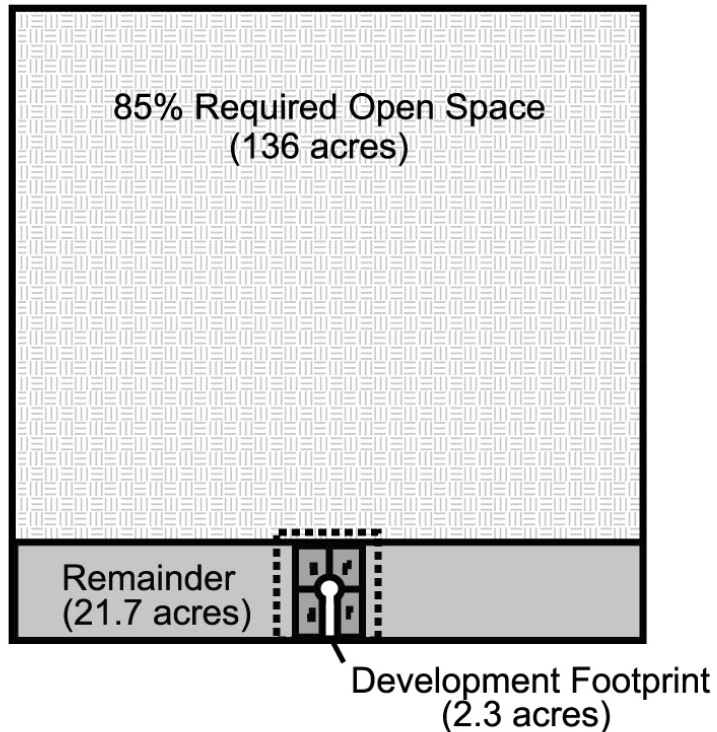 85% Required Open Space
(136 acres)
Remainder
(21.7 acres)
Development Footprint
(2.3 acres)